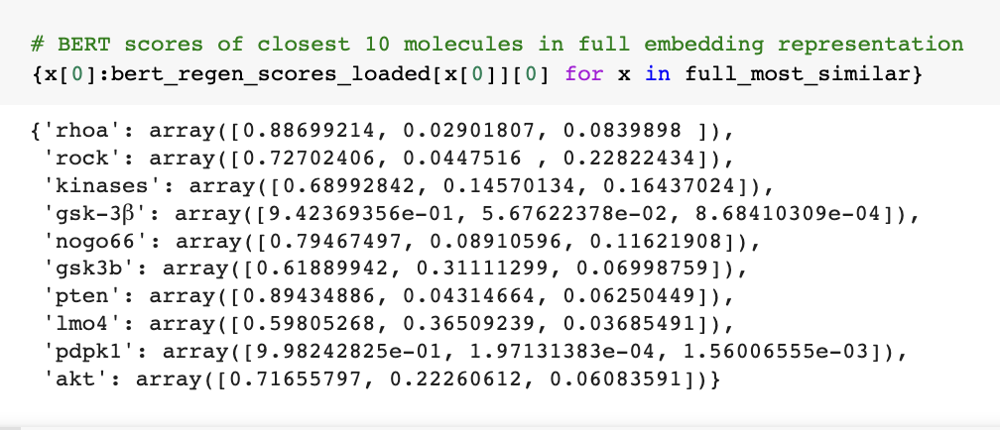 # BERT scores of closest 10 molecules in full embedding representation
{x[0]:bert_regen_scores_loaded[x[0]][0] for x in full_most_similar}
{'rhoa': array([0.88699214, 0.02901807, 0.0839898 ]),
 'rock': array([0.72702406, 0.0447516 , 0.22822434]),
 'kinases': array([0.68992842, 0.14570134, 0.16437024]),
 'gsk-3β': array([9.42369356e-01, 5.67622378e-02, 8.68410309e-04]),
 'nogo66': array([0.79467497, 0.08910596, 0.11621908]),
 'gsk3b': array([0.61889942, 0.31111299, 0.06998759]),
 'pten': array([0.89434886, 0.04314664, 0.06250449]),
 'lmo4': array([0.59805268, 0.36509239, 0.03685491]),
 'pdpk1': array([9.98242825e-01, 1.97131383e-04, 1.56006555e-03]),
 'akt': array([0.71655797, 0.22260612, 0.06083591])}